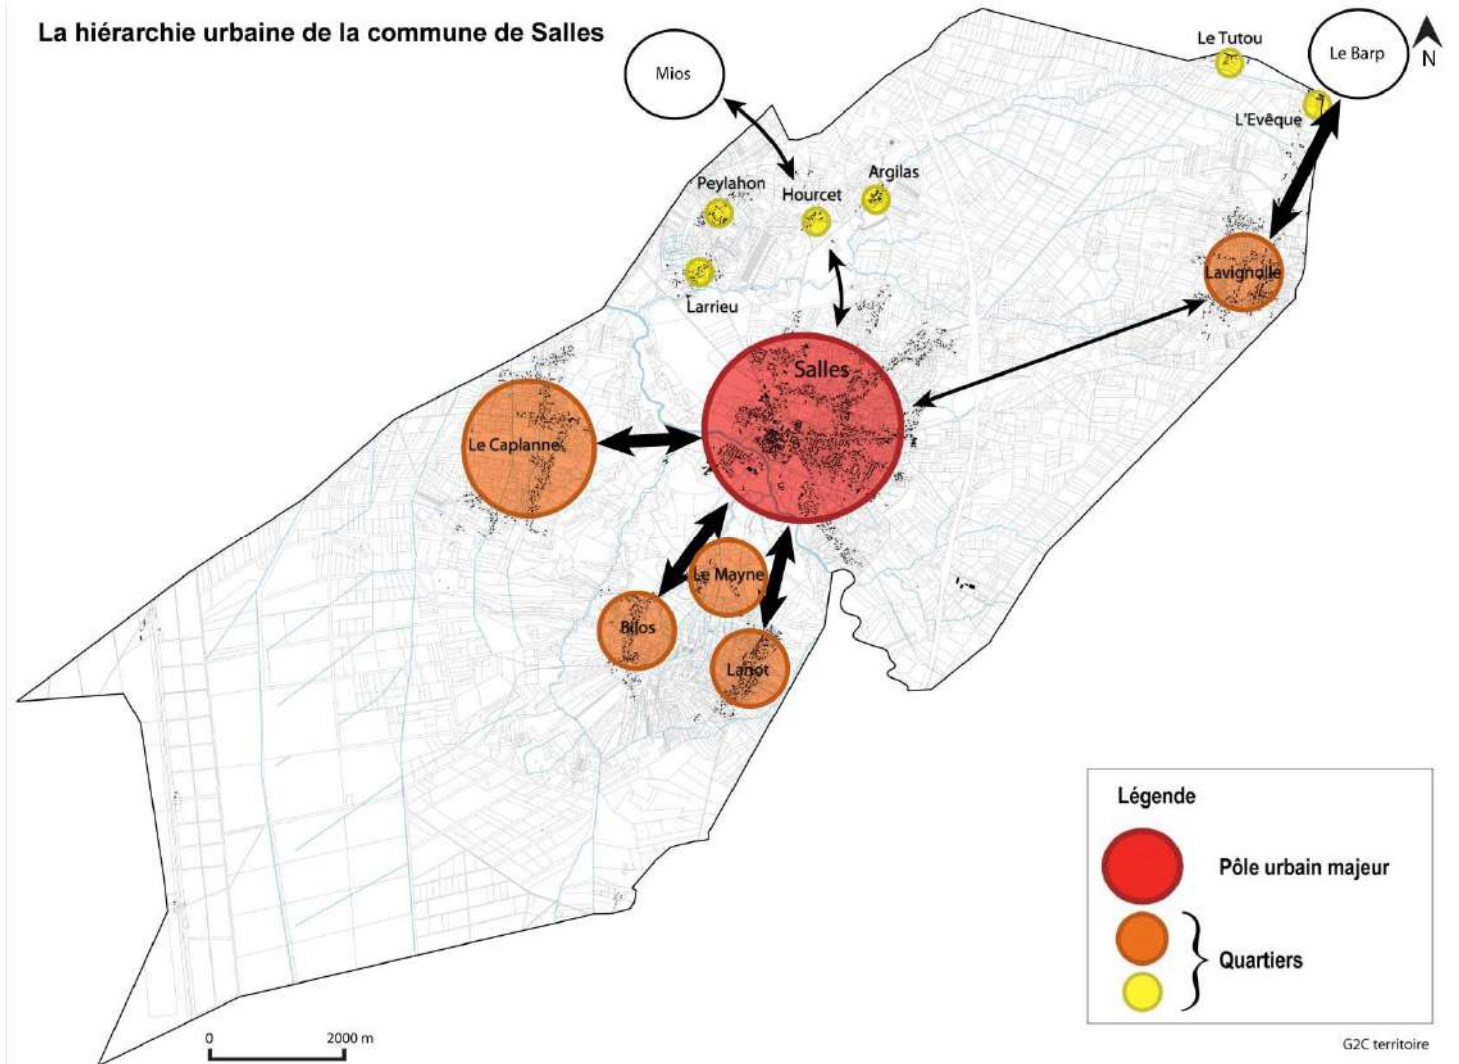 La hiérarchie urbaine de la commune de Salles
Le Tutou
Mios
Le Barp
N
L'Evêque
Argilas
Peylahon
Hourcet
Lavignolle
Larrieu
Salles
Le Caplanne
Le Mayne
Bilos
Lanot
Légende
Pôle urbain majeur
Quartiers
0 2000 m
G2C territoire